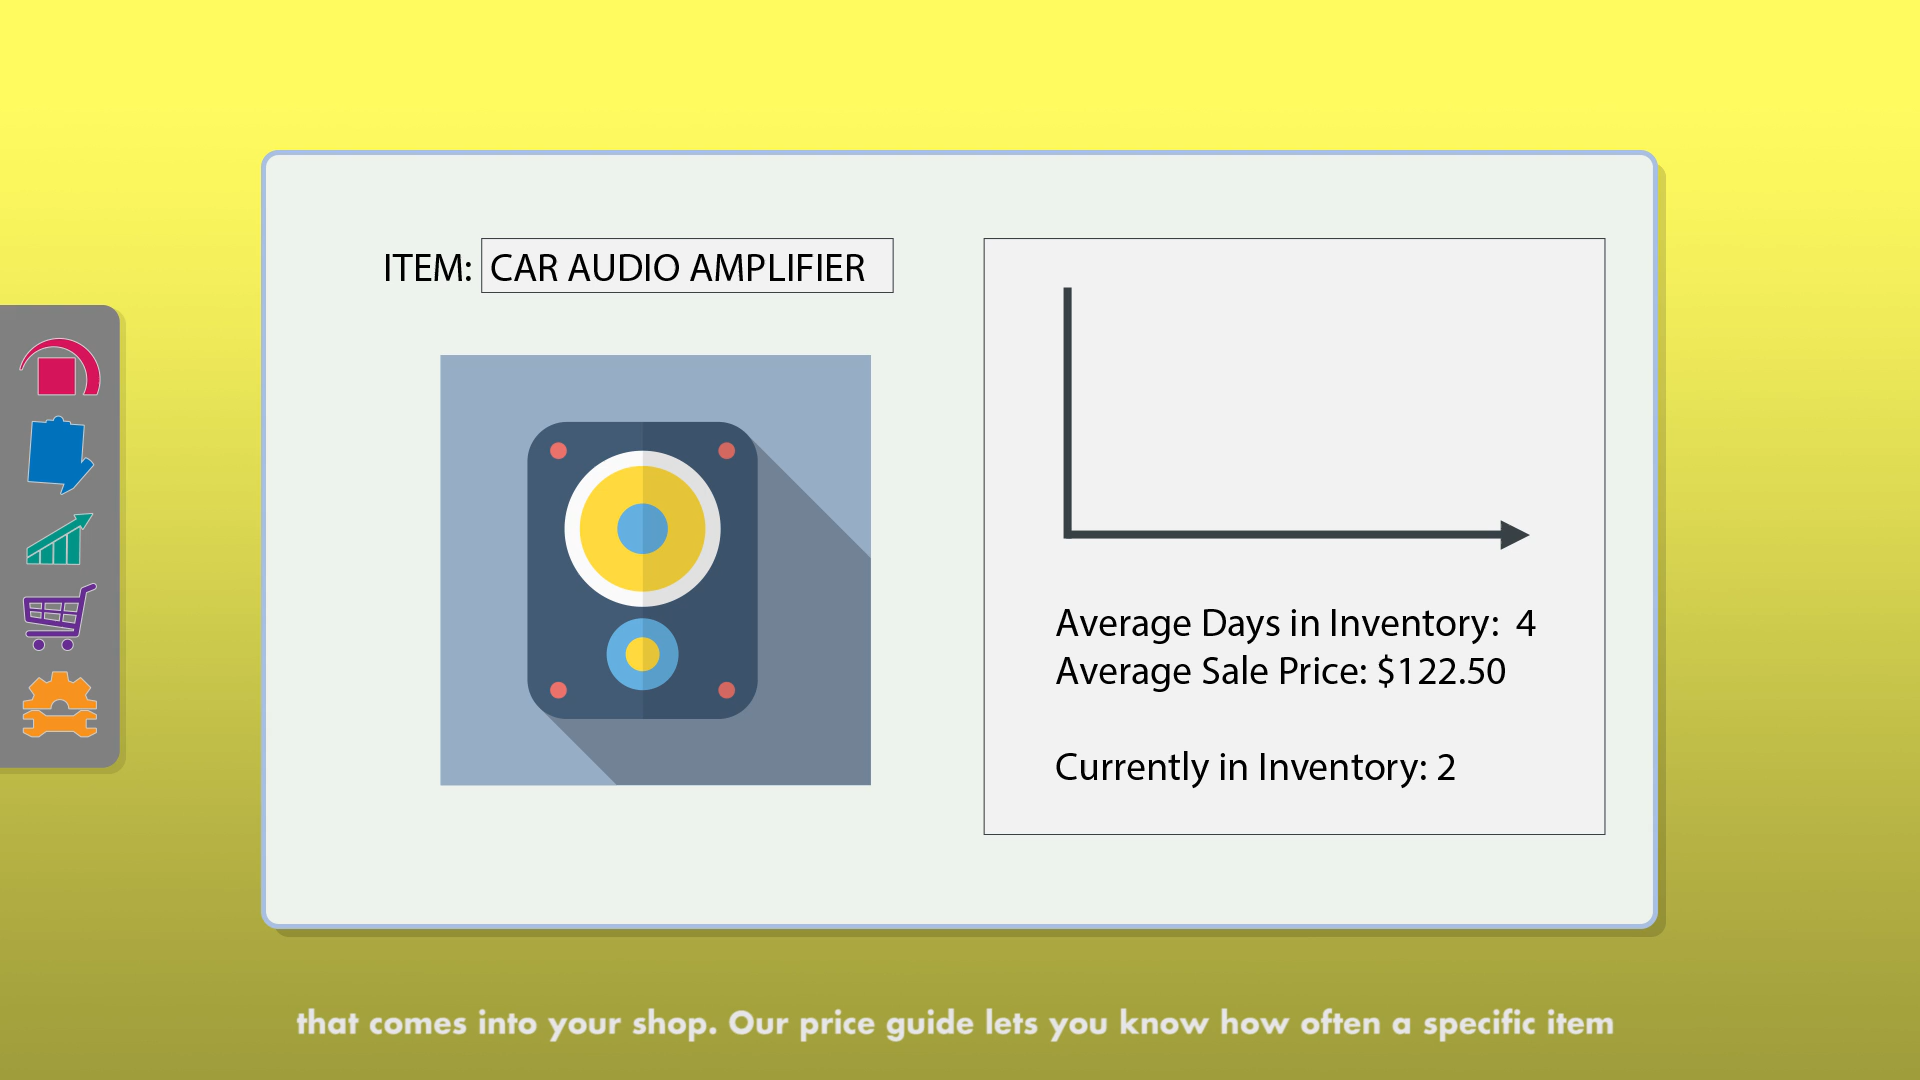 ITEM: CAR AUDIO AMPLIFIER
Average Days in Inventory: 4
Average Sale Price: $122.50
Currently in Inventory: 2
that comes into your shop. Our price guide lets you know how often a specific item